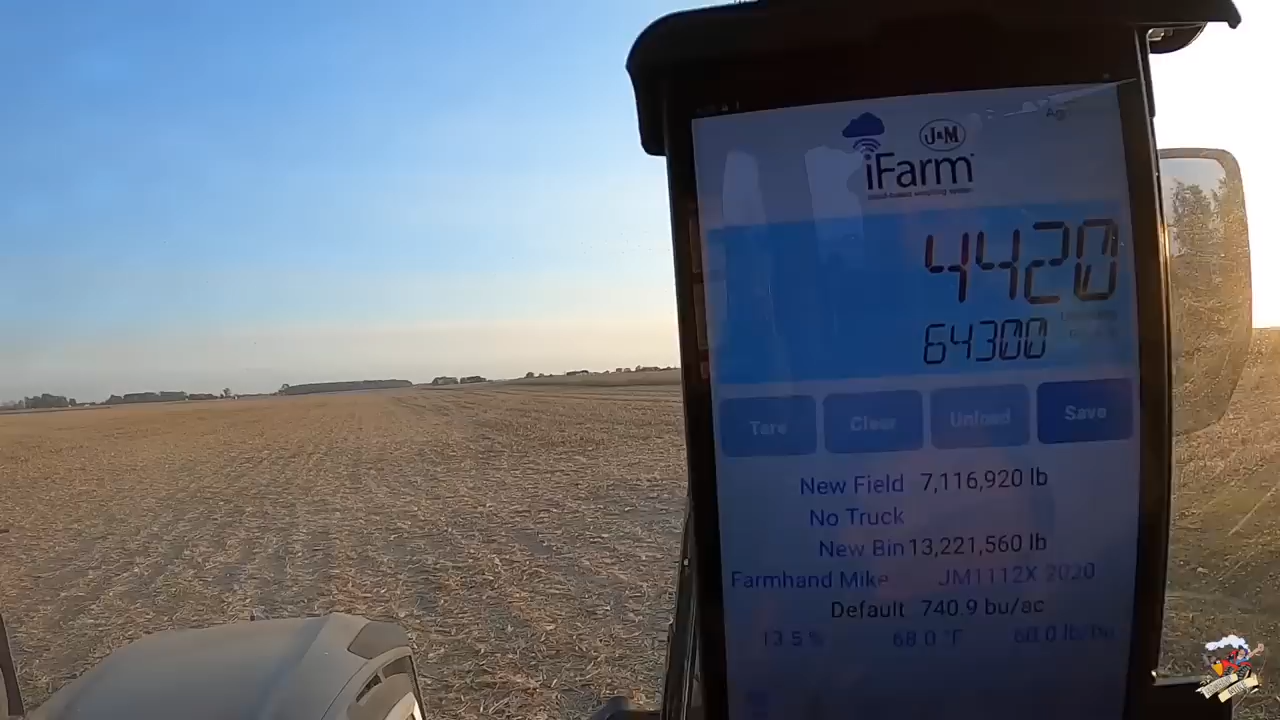 J&M
iFarm
4420
64300
Tare Clear Unload Save
New Field 7,116,920 lb
No Truck
New Bin 13,221,560 lb
Farmhand Mike JM1112X 2020
Default 740.9 bu/ac
13.5 % 68.0 °F 60.0 lb/bu